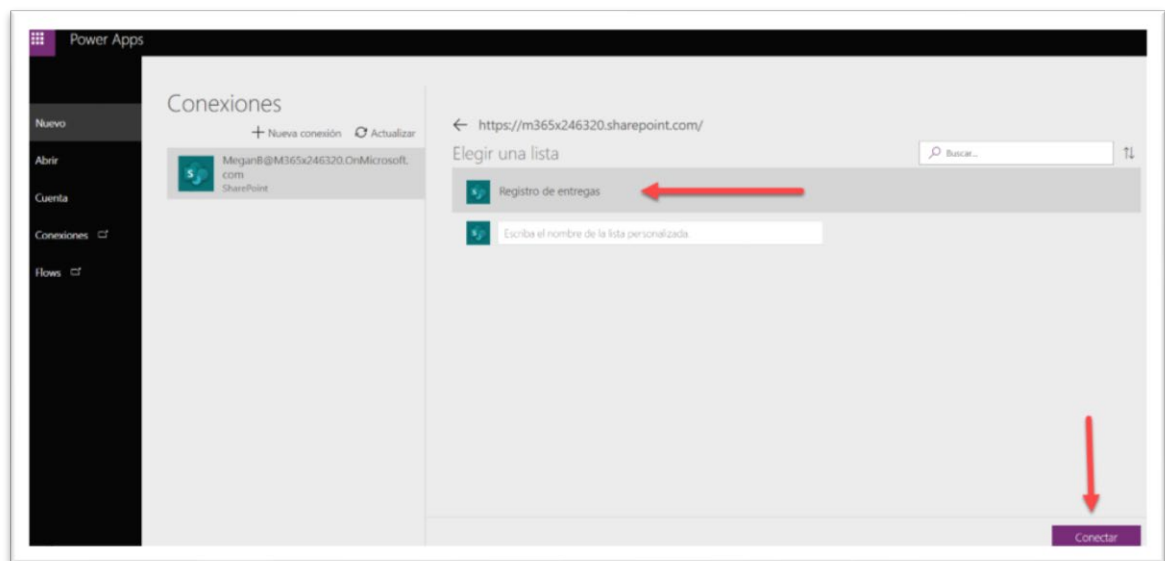 Power Apps
Nuevo
Abrir
Cuenta
Conexiones
Flows
Conexiones
+ Nueva conexión Actualizar
MeganB@M365x246320.OnMicrosoft.
com
SharePoint
← https://m365x246320.sharepoint.com/
Elegir una lista
Buscar...
Registro de entregas
Escriba el nombre de la lista personalizada.
Conectar